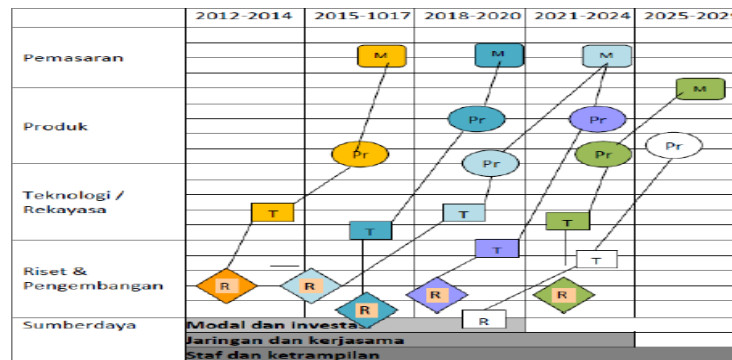 2012-2014 2015-1017 2018-2020 2021-2024 2025-2029
Pemasaran
M M M
M
Produk
Pr Pr
Pr Pr Pr Pr
Teknologi /
Rekayasa
T T T
T
T T
Riset &
Pengembangan
R R R R
R R
Sumberdaya
Modal dan investasi
Jaringan dan kerjasama
Staf dan ketrampilan